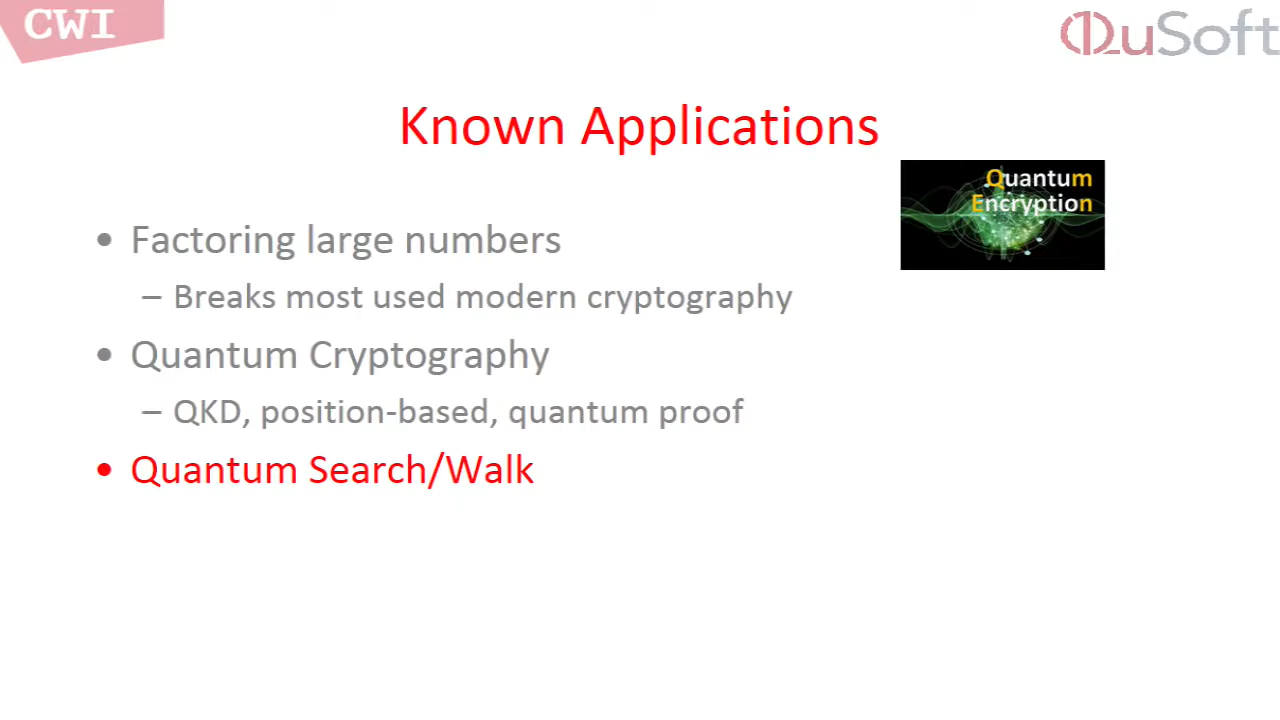 CWI
QuSoft
Known Applications
Quantum
Encryption
• Factoring large numbers
– Breaks most used modern cryptography
• Quantum Cryptography
– QKD, position-based, quantum proof
• Quantum Search/Walk